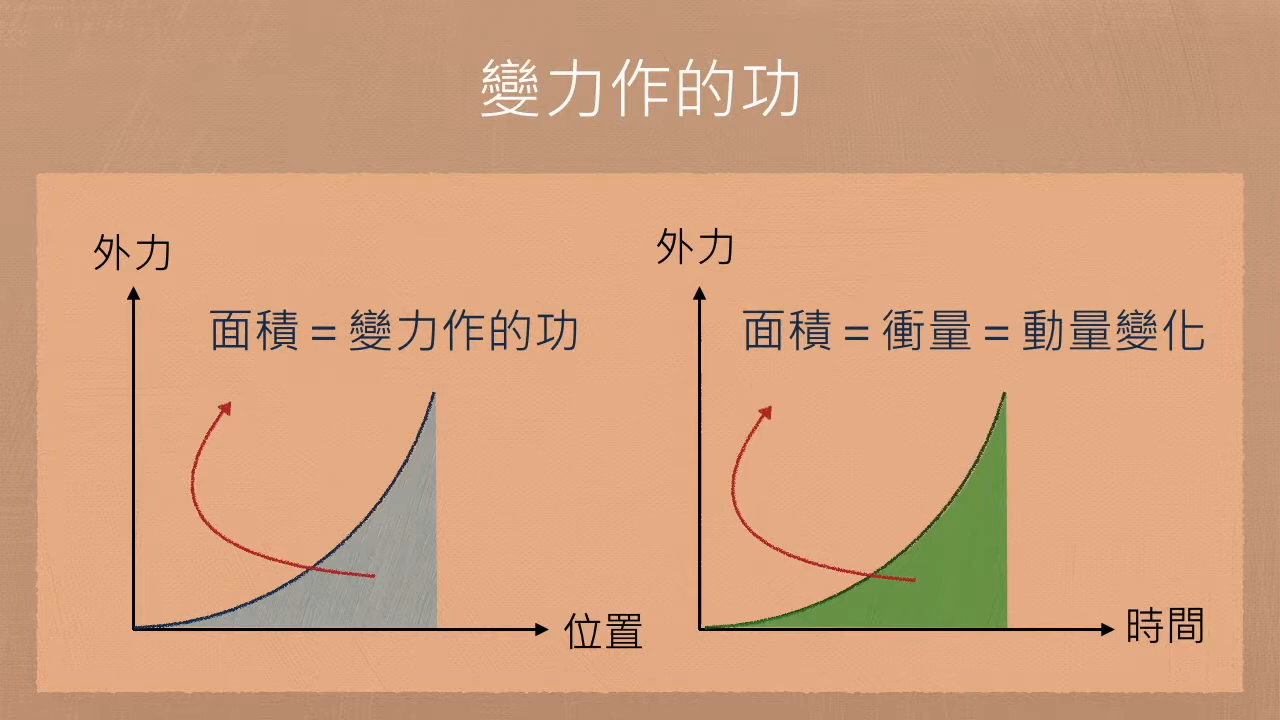 變力作的功
外力
面積 = 變力作的功
位置
外力
面積 = 衝量 = 動量變化
時間